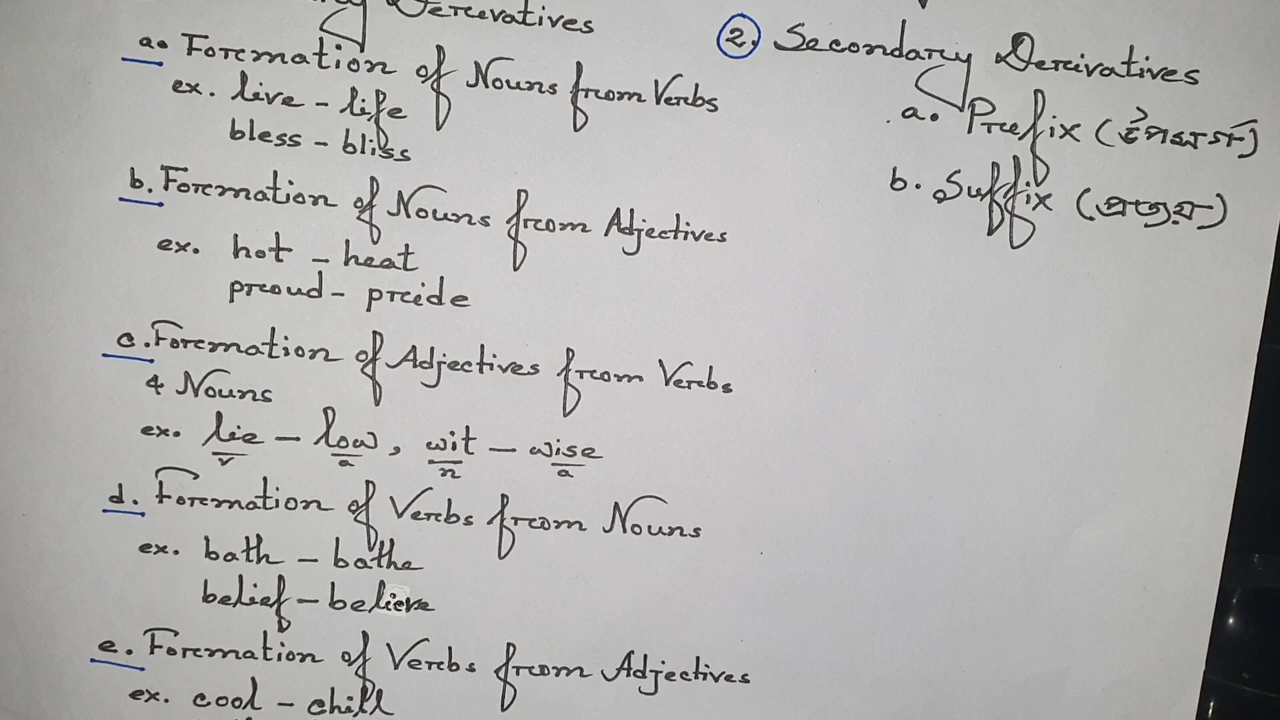 Derivatives
a. Formation of Nouns from Verbs
ex. live - life
bless - bliss
b. Formation of Nouns from Adjectives
ex. hot - heat
proud - pride
c. Formation of Adjectives from Verbs
& Nouns
ex. lie - low, wit - wise
v a n a
d. Formation of Verbs from Nouns
ex. bath - bathe
belief - believe
e. Formation of Verbs from Adjectives
ex. cool - chill
2. Secondary Derivatives
a. Prefix (উপসর্গ)
b. Suffix (প্রত্যয়)